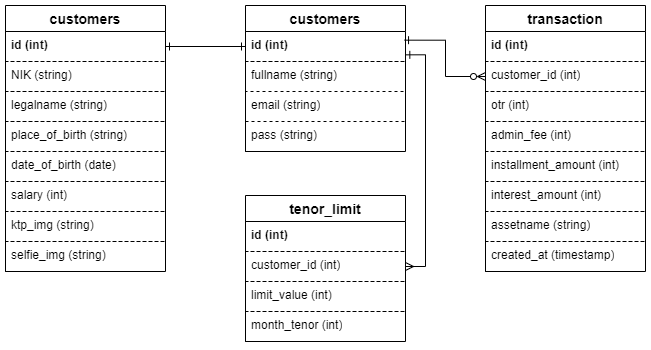 customers
id (int)
NIK (string)
legalname (string)
place_of_birth (string)
date_of_birth (date)
salary (int)
ktp_img (string)
selfie_img (string)
customers
id (int)
fullname (string)
email (string)
pass (string)
tenor_limit
id (int)
customer_id (int)
limit_value (int)
month_tenor (int)
transaction
id (int)
customer_id (int)
otr (int)
admin_fee (int)
installment_amount (int)
interest_amount (int)
assetname (string)
created_at (timestamp)